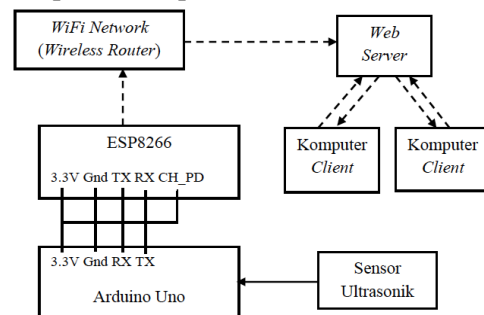 WiFi Network
(Wireless Router)
Web
Server
ESP8266
3.3V Gnd TX RX CH_PD
Komputer
Client
Komputer
Client
3.3V Gnd RX TX
Arduino Uno
Sensor
Ultrasonik